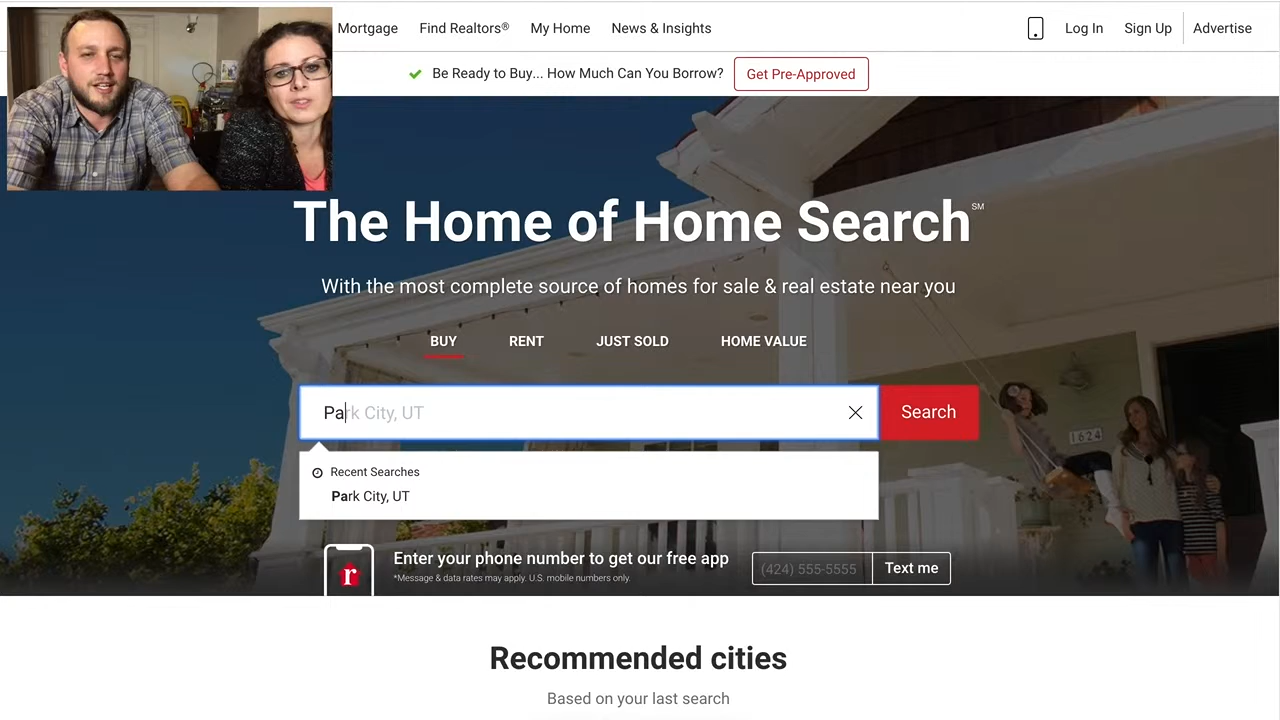 Mortgage Find Realtors® My Home News & Insights Log In Sign Up Advertise
Be Ready to Buy... How Much Can You Borrow? Get Pre-Approved
The Home of Home Search℠
With the most complete source of homes for sale & real estate near you
BUY RENT JUST SOLD HOME VALUE
Park City, UT Search
Recent Searches
Park City, UT
1624
Enter your phone number to get our free app
*Message & data rates may apply. U.S. mobile numbers only.
r
(424) 555-5555 Text me
Recommended cities
Based on your last search